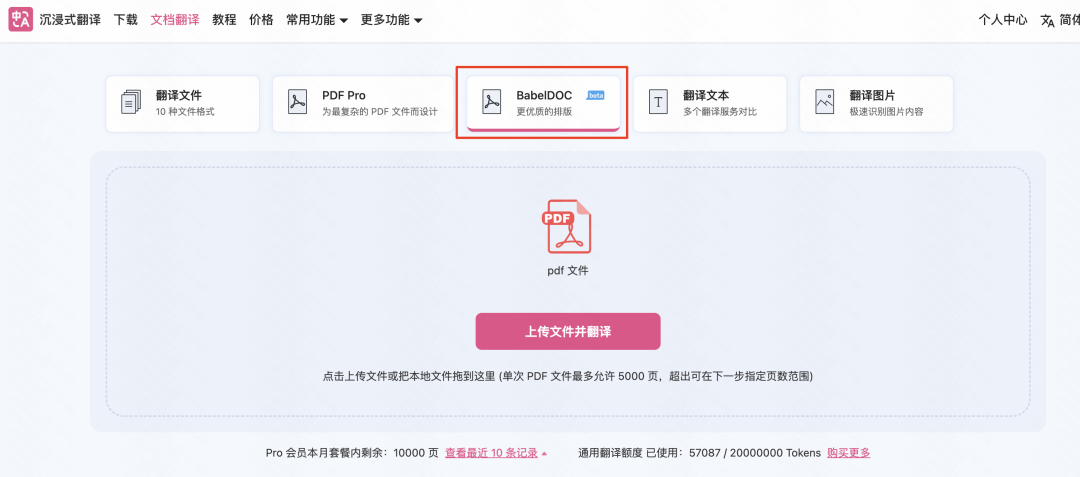 中 A 沉浸式翻译 下载 文档翻译 教程 价格 常用功能 更多功能 个人中心 简体
翻译文件
10 种文件格式
PDF Pro
为最复杂的 PDF 文件而设计
BabelDOC beta
更优质的排版
翻译文本
多个翻译服务对比
翻译图片
极速识别图片内容
PDF
pdf 文件
上传文件并翻译
点击上传文件或把本地文件拖到这里 (单次 PDF 文件最多允许 5000 页，超出可在下一步指定页数范围)
Pro 会员本月套餐内剩余：10000 页 查看最近 10 条记录 通用翻译额度 已使用：57087 / 20000000 Tokens 购买更多